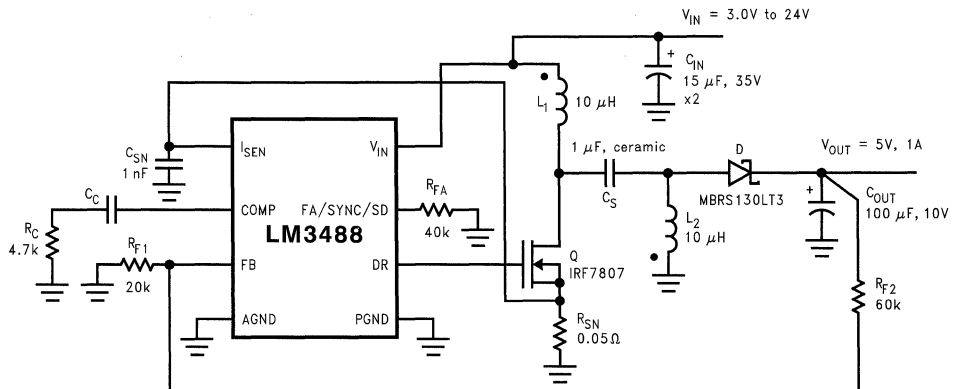 V_IN = 3.0V to 24V
+
C_IN
15 μF, 35V
x2
L_1
10 μH
I_SEN
V_IN
C_SN
1 nF
1 μF, ceramic
D
V_OUT = 5V, 1A
C_C
R_FA
COMP
FA/SYNC/SD
C_S
MBRS130LT3
+
C_OUT
100 μF, 10V
R_C
4.7k
LM3488
40k
L_2
10 μH
R_F1
20k
FB
DR
Q
IRF7807
R_F2
60k
AGND
PGND
R_SN
0.05Ω